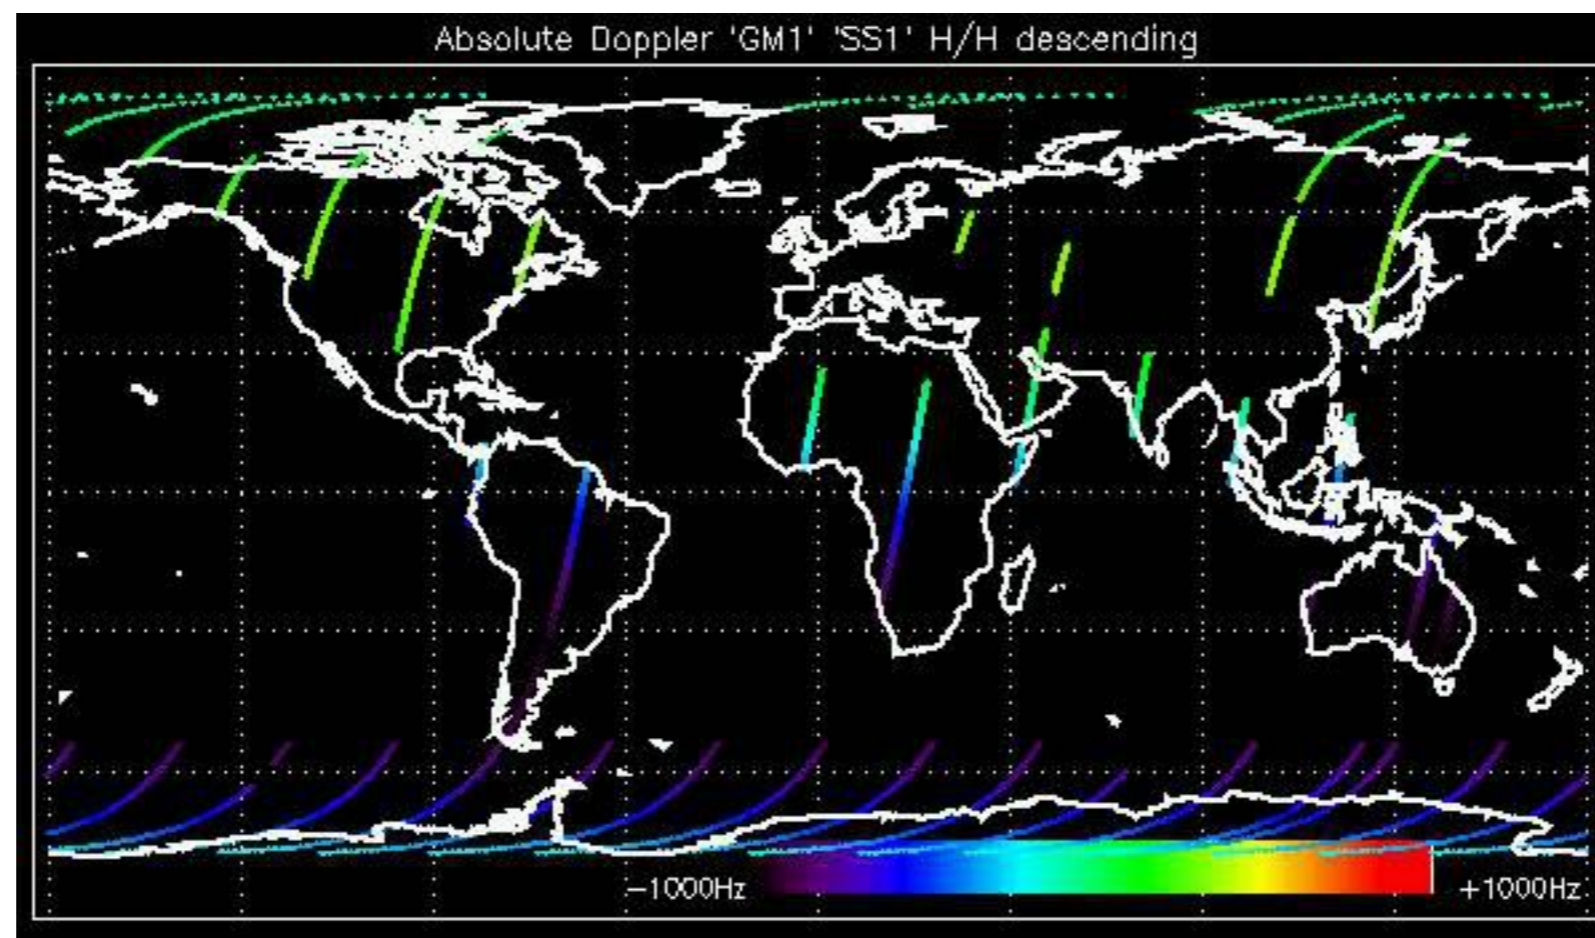 Absolute Doppler 'GM1' 'SS1' H/H descending
-1000Hz
+1000Hz